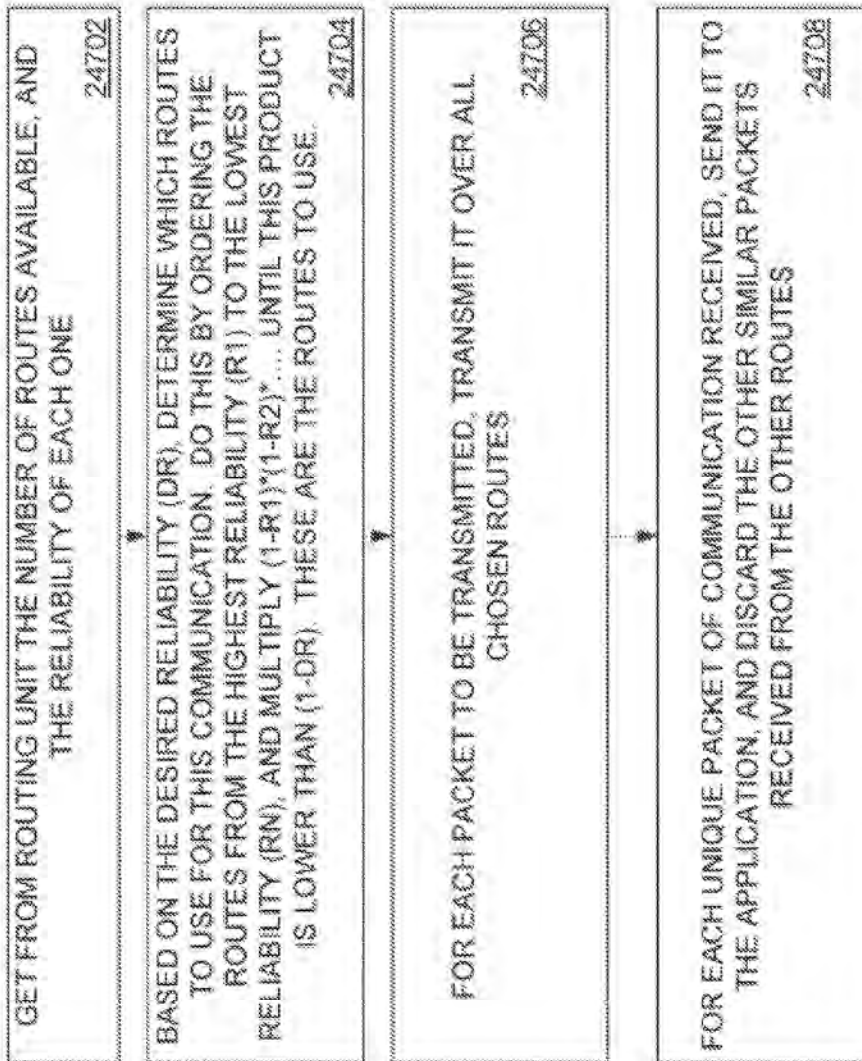 GET FROM ROUTING UNIT THE NUMBER OF ROUTES AVAILABLE, AND
THE RELIABILITY OF EACH ONE
24702
BASED ON THE DESIRED RELIABILITY (DR), DETERMINE WHICH ROUTES
TO USE FOR THIS COMMUNICATION. DO THIS BY ORDERING THE
ROUTES FROM THE HIGHEST RELIABILITY (R1) TO THE LOWEST
RELIABILITY (RN), AND MULTIPLY (1-R1)*(1-R2)*..... UNTIL THIS PRODUCT
IS LOWER THAN (1-DR). THESE ARE THE ROUTES TO USE.
24704
FOR EACH PACKET TO BE TRANSMITTED, TRANSMIT IT OVER ALL
CHOSEN ROUTES
24706
FOR EACH UNIQUE PACKET OF COMMUNICATION RECEIVED, SEND IT TO
THE APPLICATION, AND DISCARD THE OTHER SIMILAR PACKETS
RECEIVED FROM THE OTHER ROUTES
24708